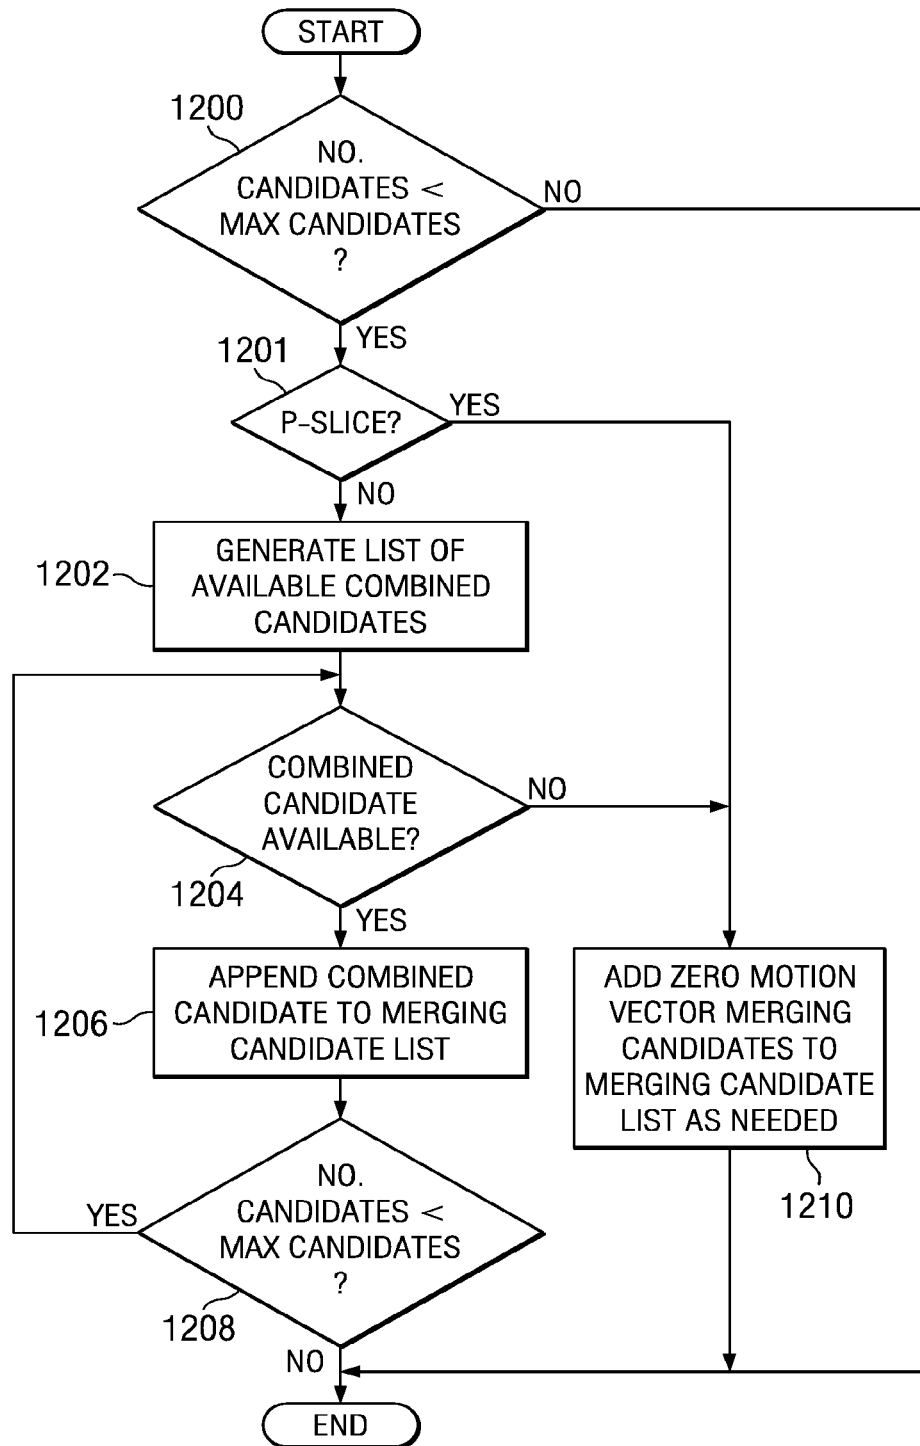 START
1200
NO.
CANDIDATES <
MAX CANDIDATES
?
NO
YES
1201
P-SLICE?
YES
NO
1202
GENERATE LIST OF
AVAILABLE COMBINED
CANDIDATES
COMBINED
CANDIDATE
AVAILABLE?
NO
1204
YES
1206
APPEND COMBINED
CANDIDATE TO MERGING
CANDIDATE LIST
ADD ZERO MOTION
VECTOR MERGING
CANDIDATES TO
MERGING CANDIDATE
LIST AS NEEDED
1210
YES
NO.
CANDIDATES <
MAX CANDIDATES
?
1208
NO
END